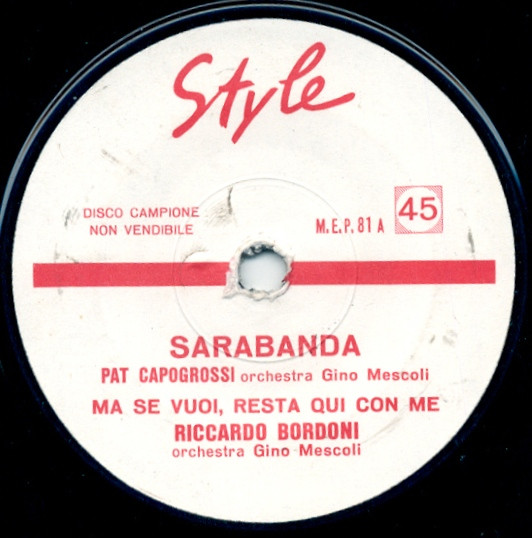 Style
DISCO CAMPIONE
NON VENDIBILE
M.E.P. 81 A
45
SARABANDA
PAT CAPOGROSSI orchestra Gino Mescoli
MA SE VUOI, RESTA QUI CON ME
RICCARDO BORDONI
orchestra Gino Mescoli